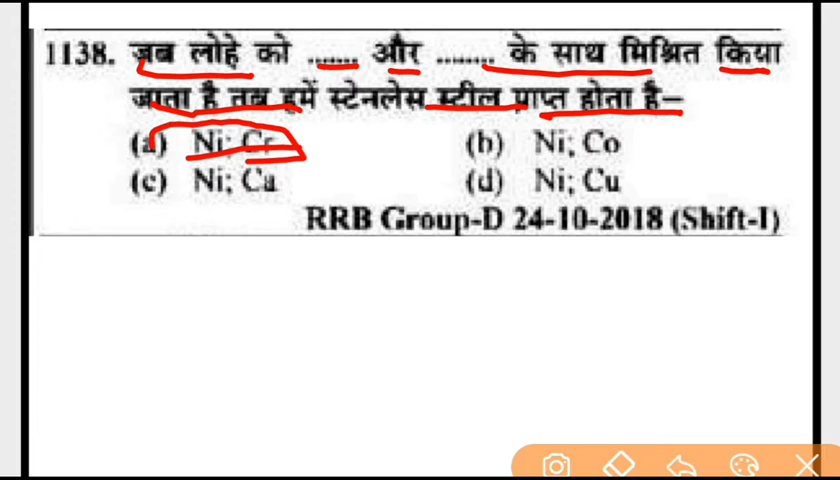 1138. जब लोहे को ....... और ........ के साथ मिश्रित किया
जाता है तब हमें स्टेनलेस स्टील प्राप्त होता है–
(a) Ni; Cr (b) Ni; Co
(c) Ni; Ca (d) Ni; Cu
RRB Group-D 24-10-2018 (Shift-I)